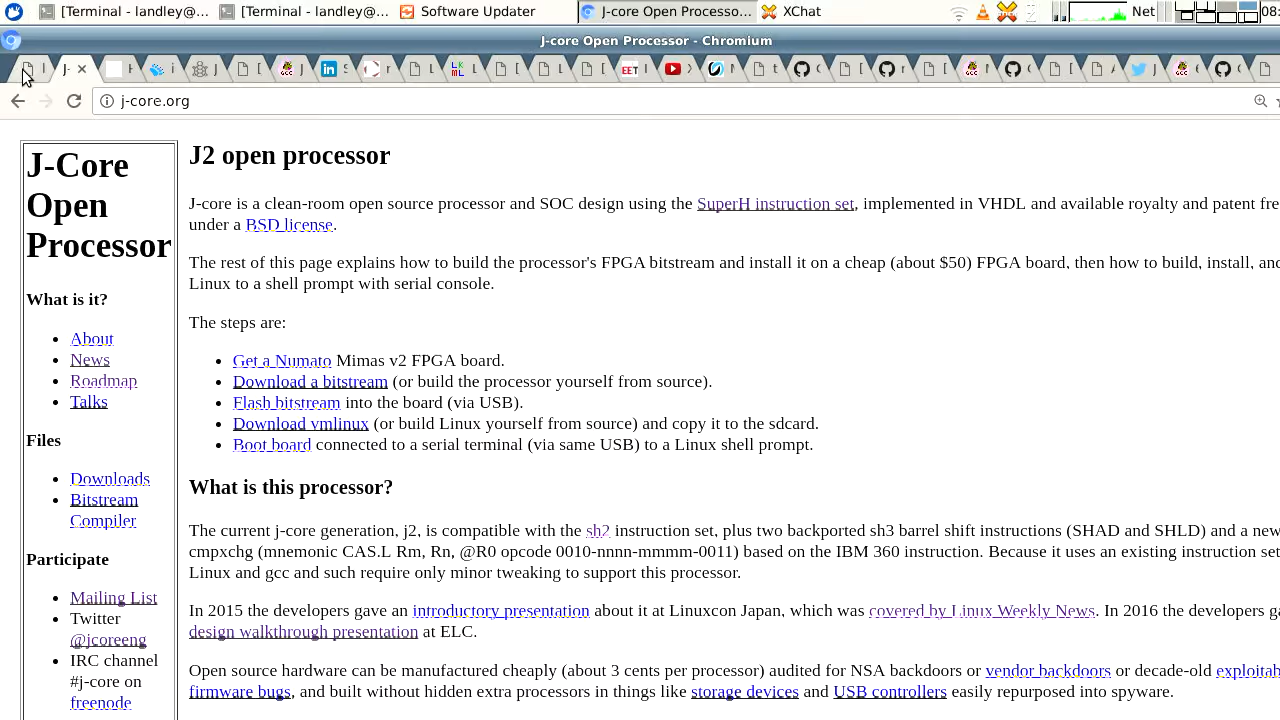 [Terminal - landley@... [Terminal - landley@... Software Updater J-core Open Processo... XChat Net 08:
J-core Open Processor - Chromium
j-core.org
J-Core
Open
Processor
What is it?
About
News
Roadmap
Talks
Files
Downloads
Bitstream
Compiler
Participate
Mailing List
Twitter
@jcoreeng
IRC channel
#j-core on
freenode
J2 open processor
J-core is a clean-room open source processor and SOC design using the SuperH instruction set, implemented in VHDL and available royalty and patent fre
under a BSD license.
The rest of this page explains how to build the processor's FPGA bitstream and install it on a cheap (about $50) FPGA board, then how to build, install, and
Linux to a shell prompt with serial console.
The steps are:
Get a Numato Mimas v2 FPGA board.
Download a bitstream (or build the processor yourself from source).
Flash bitstream into the board (via USB).
Download vmlinux (or build Linux yourself from source) and copy it to the sdcard.
Boot board connected to a serial terminal (via same USB) to a Linux shell prompt.
What is this processor?
The current j-core generation, j2, is compatible with the sh2 instruction set, plus two backported sh3 barrel shift instructions (SHAD and SHLD) and a new
cmpxchg (mnemonic CAS.L Rm, Rn, @R0 opcode 0010-nnnn-mmmm-0011) based on the IBM 360 instruction. Because it uses an existing instruction set
Linux and gcc and such require only minor tweaking to support this processor.
In 2015 the developers gave an introductory presentation about it at Linuxcon Japan, which was covered by Linux Weekly News. In 2016 the developers ga
design walkthrough presentation at ELC.
Open source hardware can be manufactured cheaply (about 3 cents per processor) audited for NSA backdoors or vendor backdoors or decade-old exploitab
firmware bugs, and built without hidden extra processors in things like storage devices and USB controllers easily repurposed into spyware.